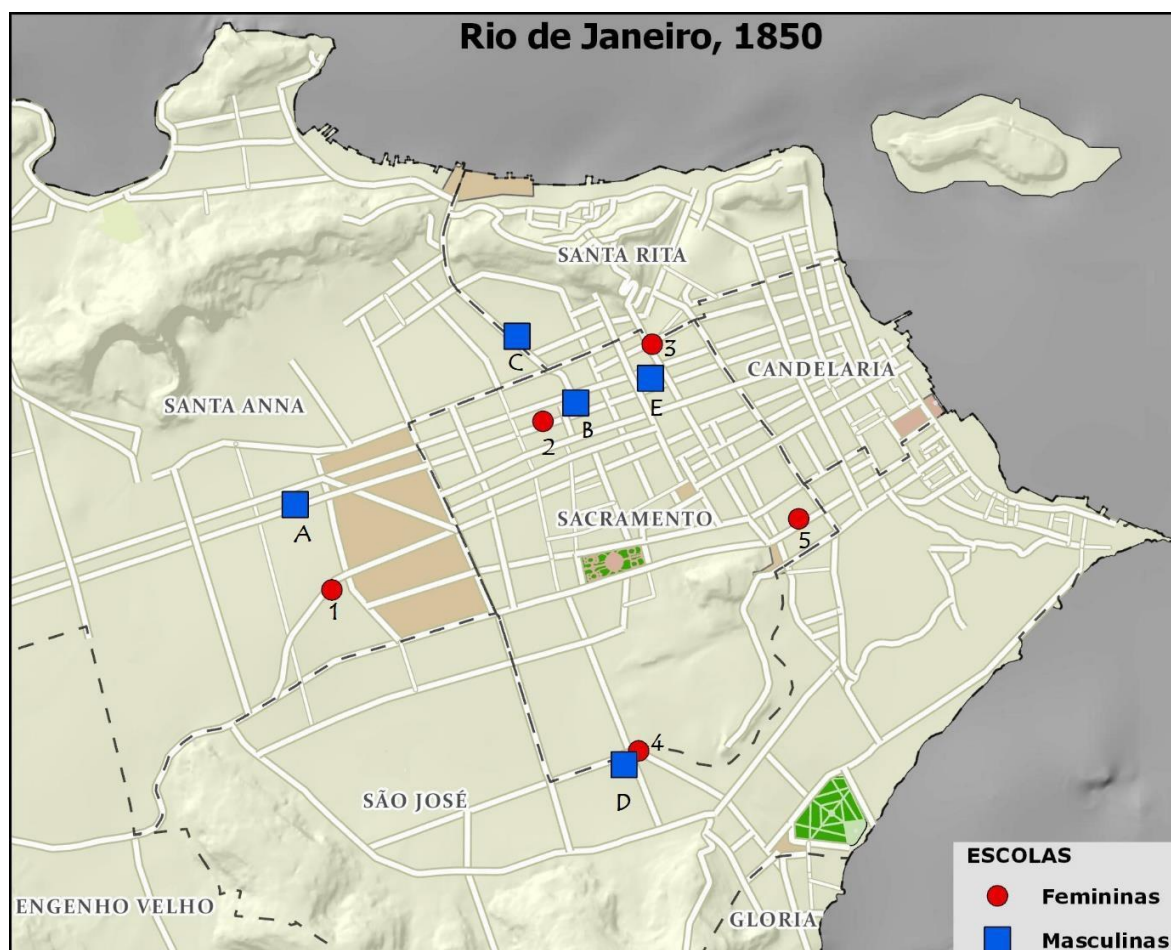 Rio de Janeiro, 1850
SANTA RITA
C
3
CANDELARIA
E
SANTA ANNA
B
2
A
SACRAMENTO
5
1
4
D
SÃO JOSÉ
ESCOLAS
Femininas
ENGENHO VELHO
GLORIA
Masculinas